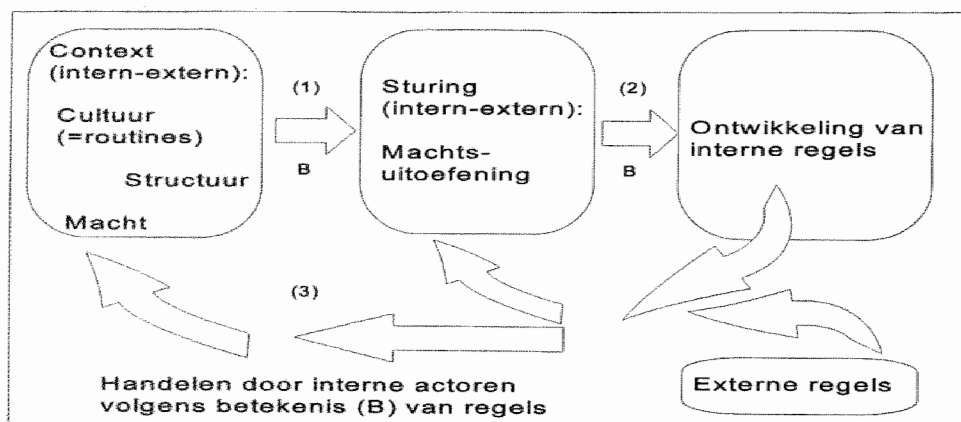 Context
(intern-extern):
Cultuur
(=routines)
Structuur
Macht
(1)
B
Sturing
(intern-extern):
Machts-
uitoefening
(2)
B
Ontwikkeling van
interne regels
(3)
Handelen door interne actoren
volgens betekenis (B) van regels
Externe regels